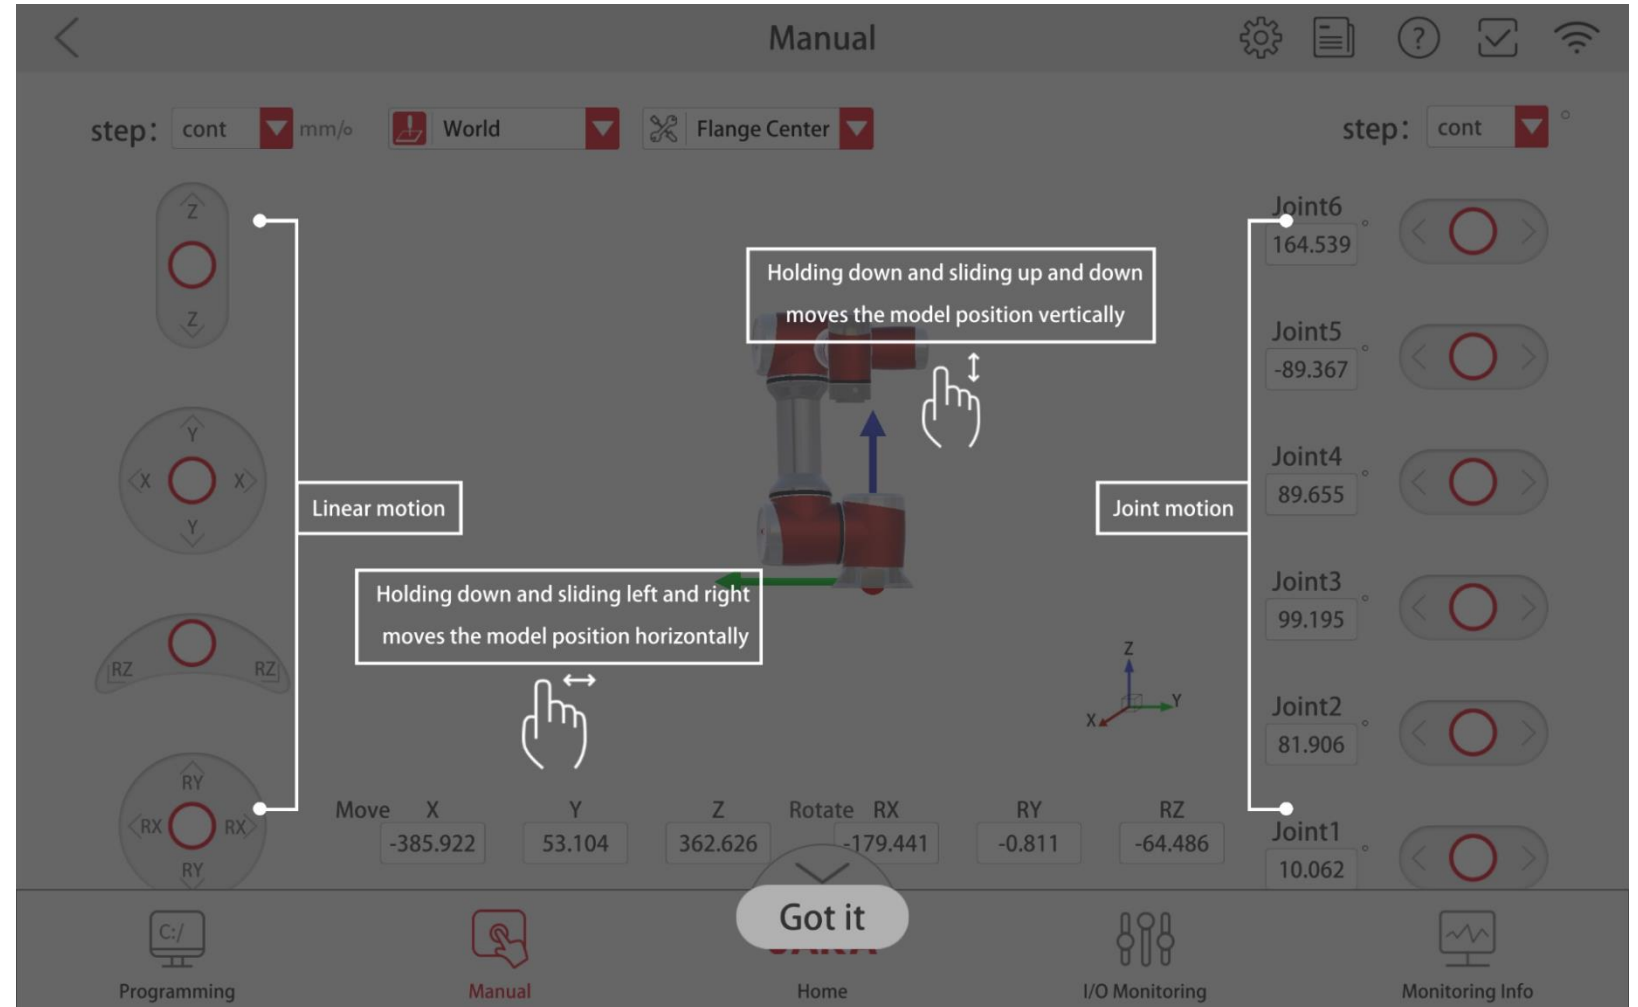 Manual
step: cont mm/° World Flange Center step: cont °
Z
Z
Y
X X
Y
RZ RZ
RY
RX RX
RY
Linear motion
Holding down and sliding up and down
moves the model position vertically
Holding down and sliding left and right
moves the model position horizontally
Joint motion
Z
Y
X
Joint6
164.539 °
Joint5
-89.367 °
Joint4
89.655 °
Joint3
99.195 °
Joint2
81.906 °
Joint1
10.062 °
Move X Y Z Rotate RX RY RZ
-385.922 53.104 362.626 -179.441 -0.811 -64.486
Got it
C:/
Programming Manual Home I/O Monitoring Monitoring Info